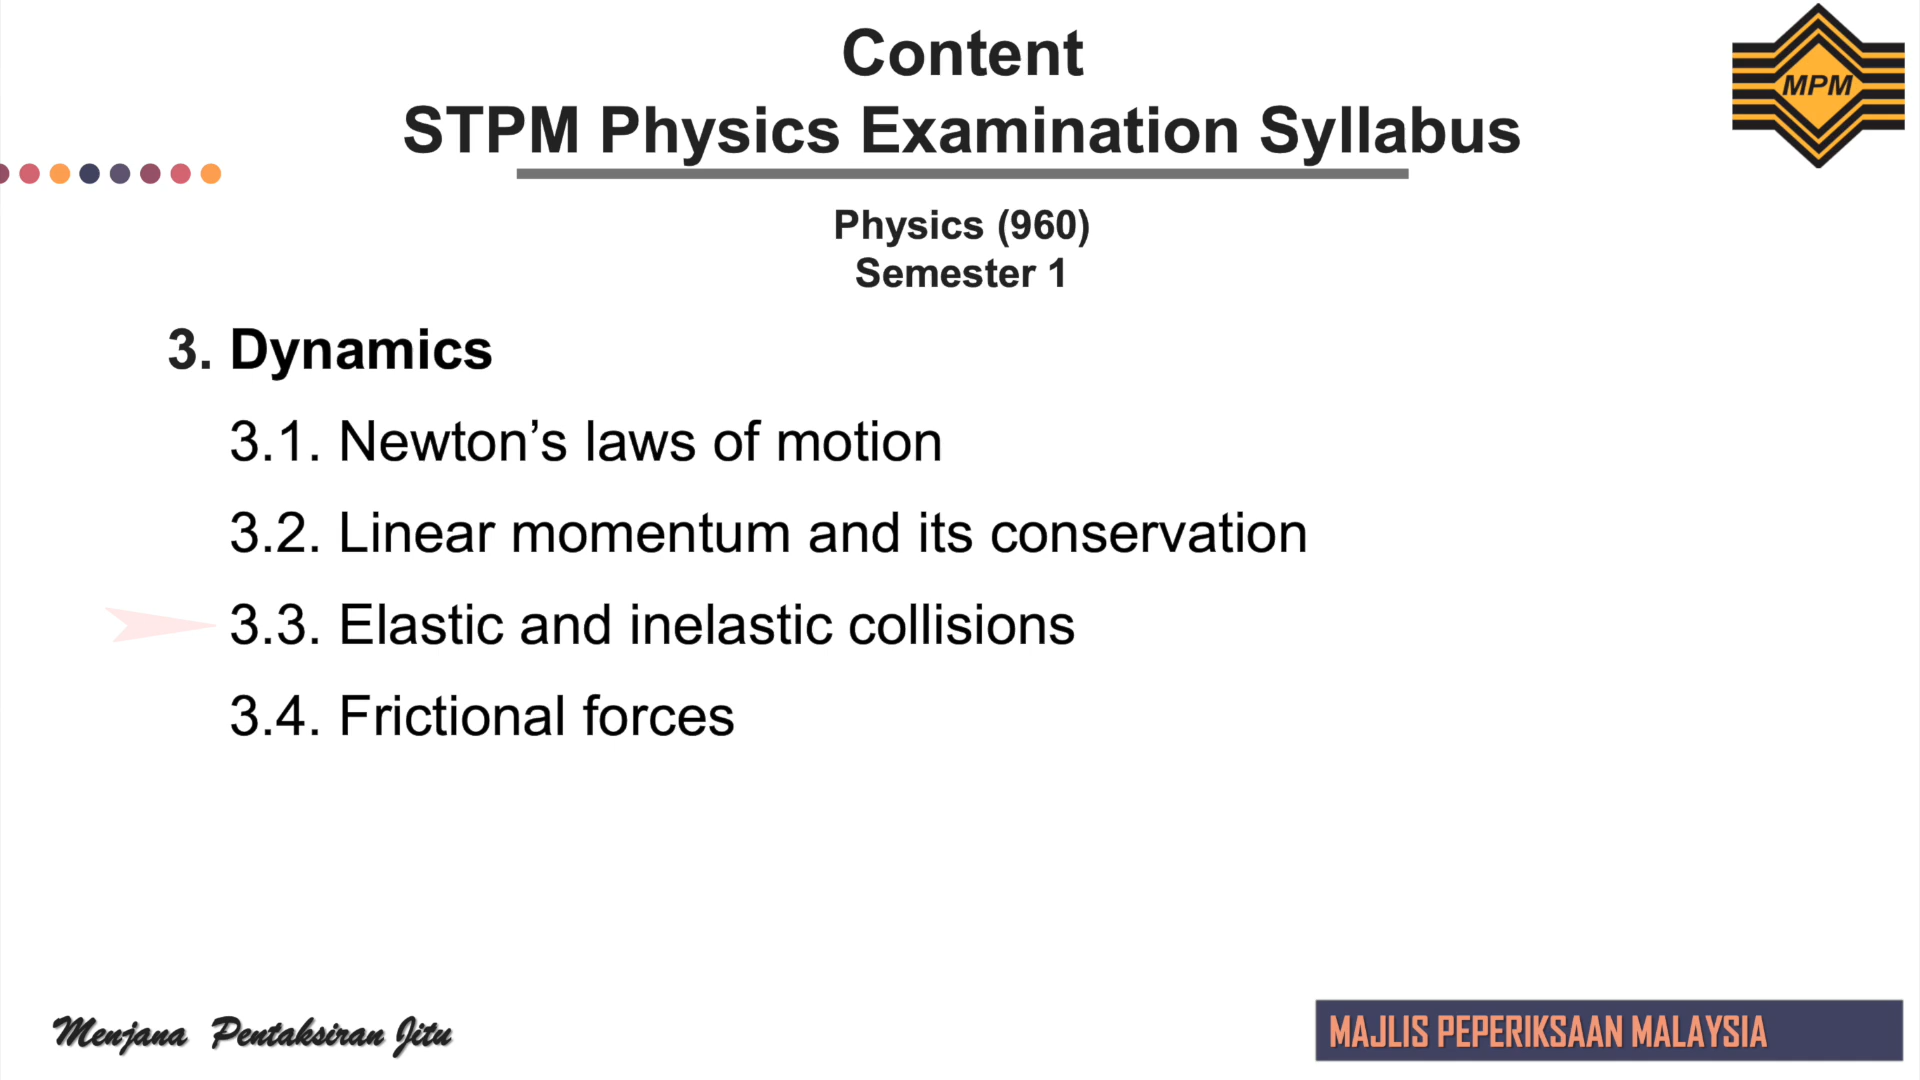 Content
STPM Physics Examination Syllabus
MPM
Physics (960)
Semester 1
3. Dynamics
3.1. Newton’s laws of motion
3.2. Linear momentum and its conservation
3.3. Elastic and inelastic collisions
3.4. Frictional forces
Menjana Pentaksiran Jitu
MAJLIS PEPERIKSAAN MALAYSIA